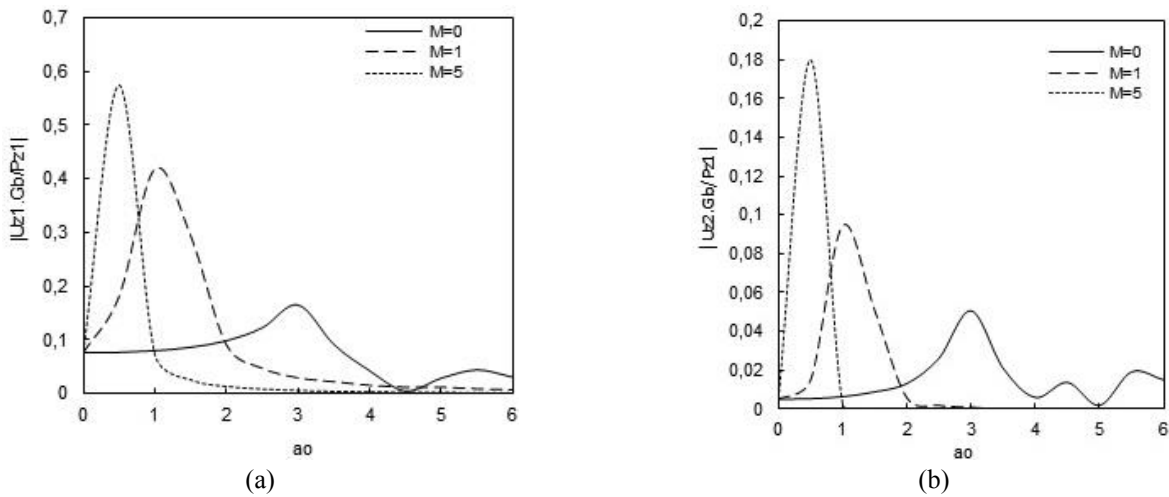 0,7
0,6
0,5
0,4
0,3
0,2
0,1
0
|Uz1.Gb/Pz1|
M=0
M=1
M=5
0 1 2 3 4 5 6
ao
(a)
0,2
0,18
0,16
0,14
0,12
0,1
0,08
0,06
0,04
0,02
0
|Uz2.Gb/Pz1|
M=0
M=1
M=5
0 1 2 3 4 5 6
ao
(b)